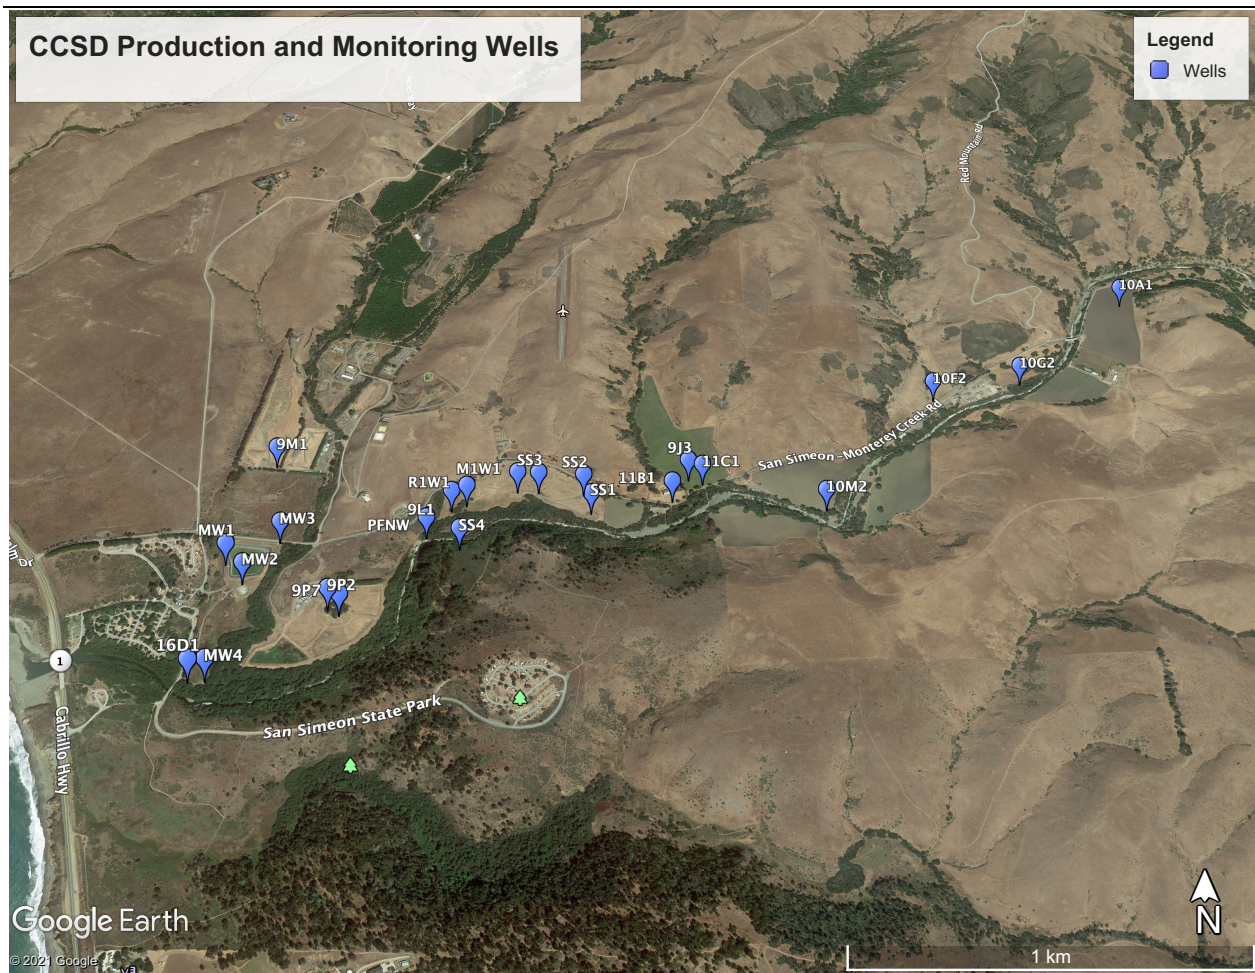 CCSD Production and Monitoring Wells
Legend
Wells
Red Mountain Rd
10A1
10G2
10F2
San Simeon-Monterey Creek Rd
9M1
9J3
11C1
11B1
10M2
SS3
SS2
SS1
M1W1
R1W1
9L1
PFNW
SS4
MW3
MW1
MW2
9P7
9P2
16D1
MW4
1
Cabrillo Hwy
San Simeon State Park
Google Earth
© 2021 Google
N
1 km